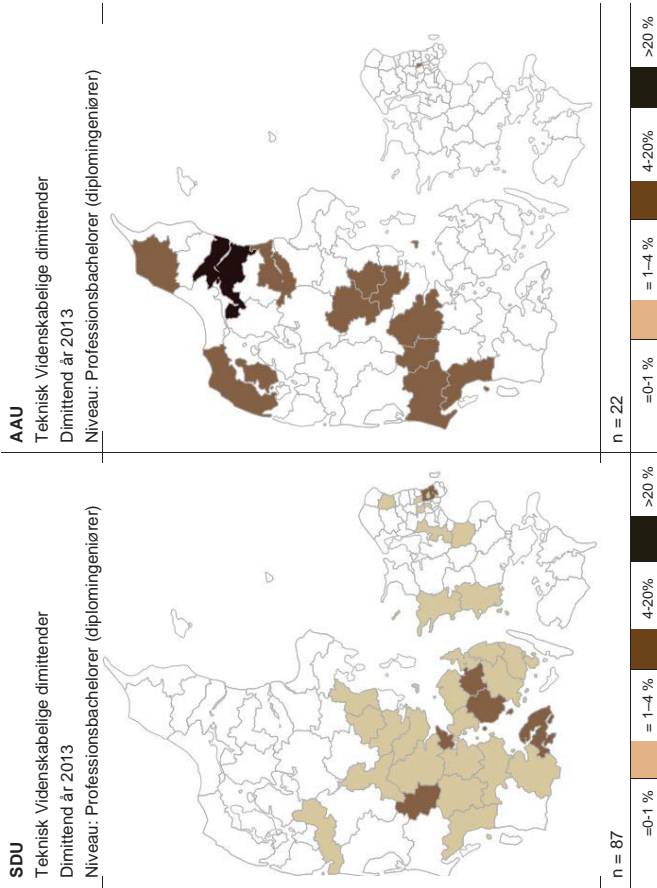 SDU
Teknisk Videnskabelige dimittender
Dimittend år 2013
Niveau: Professionsbachelorer (diplomingeniører)
n = 87
=0-1 %
= 1–4 %
4-20%
>20 %
AAU
Teknisk Videnskabelige dimittender
Dimittend år 2013
Niveau: Professionsbachelorer (diplomingeniører)
n = 22
=0-1 %
= 1–4 %
4-20%
>20 %